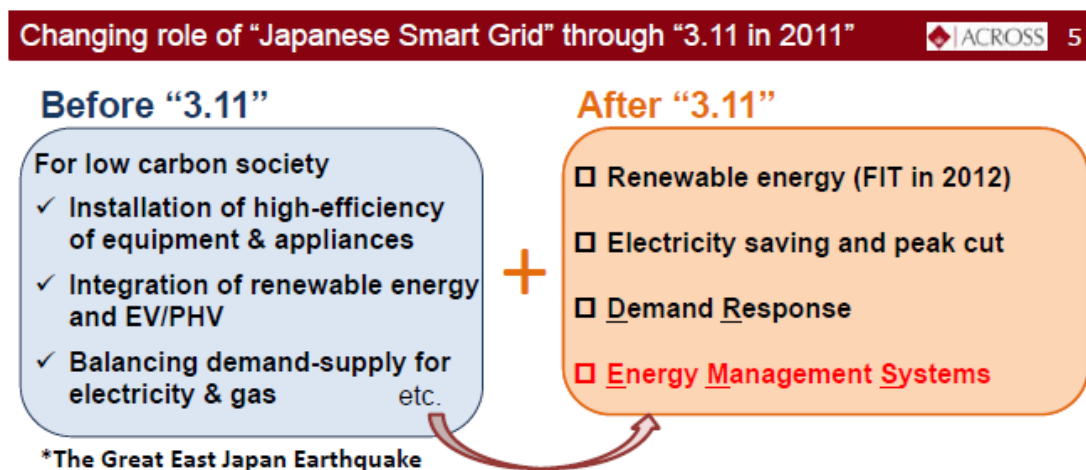 Changing role of “Japanese Smart Grid” through “3.11 in 2011”
ACROSS
5
Before “3.11”
For low carbon society
✓ Installation of high-efficiency
of equipment & appliances
✓ Integration of renewable energy
and EV/PHV
✓ Balancing demand-supply for
electricity & gas etc.
*The Great East Japan Earthquake
+
After “3.11”
□ Renewable energy (FIT in 2012)
□ Electricity saving and peak cut
□ Demand Response
□ Energy Management Systems